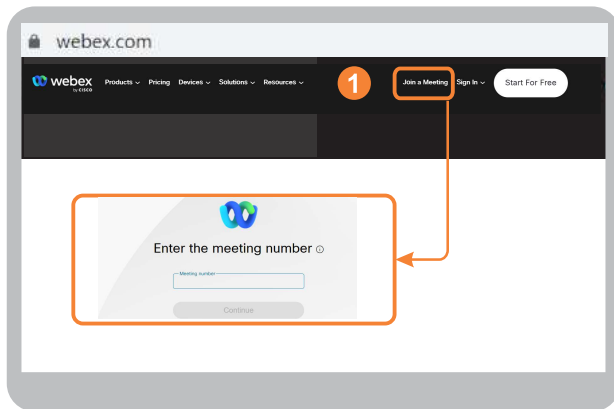 webex.com
webex Products Pricing Devices Solutions Resources 1 Join a Meeting Sign In Start For Free
by CISCO
Enter the meeting number
Meeting number
Continue